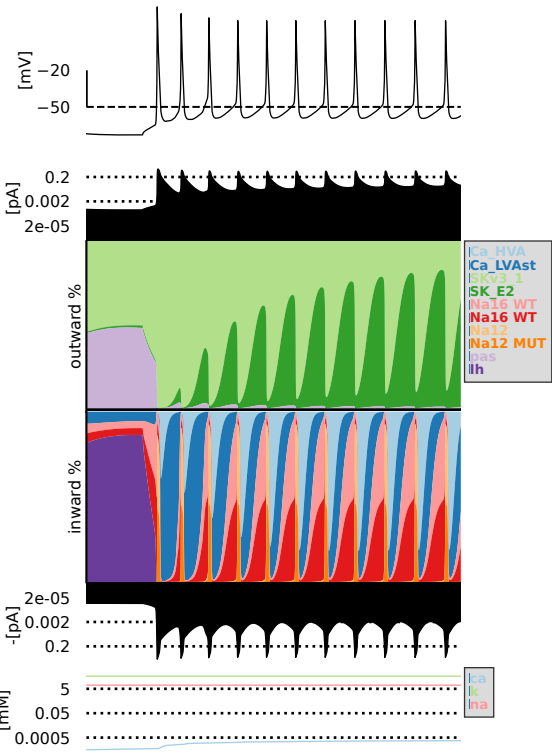 [mV]
−20
−50
[pA]
0.2
0.002
2e-05
outward %
Ca_HVA
Ca_LVAst
SKv3_1
SK_E2
Na16 WT
Na16 WT
Na12
Na12 MUT
pas
Ih
inward %
-[pA]
2e-05
0.002
0.2
[mM]
5
0.05
0.0005
ca
k
na